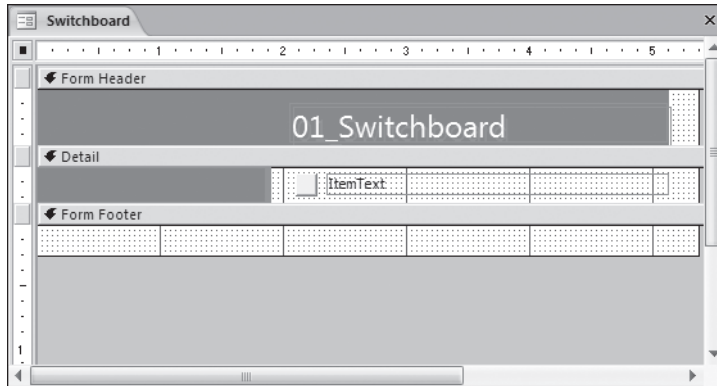 Switchboard
1 2 3 4 5
Form Header
01_Switchboard
Detail
ItemText
Form Footer
1